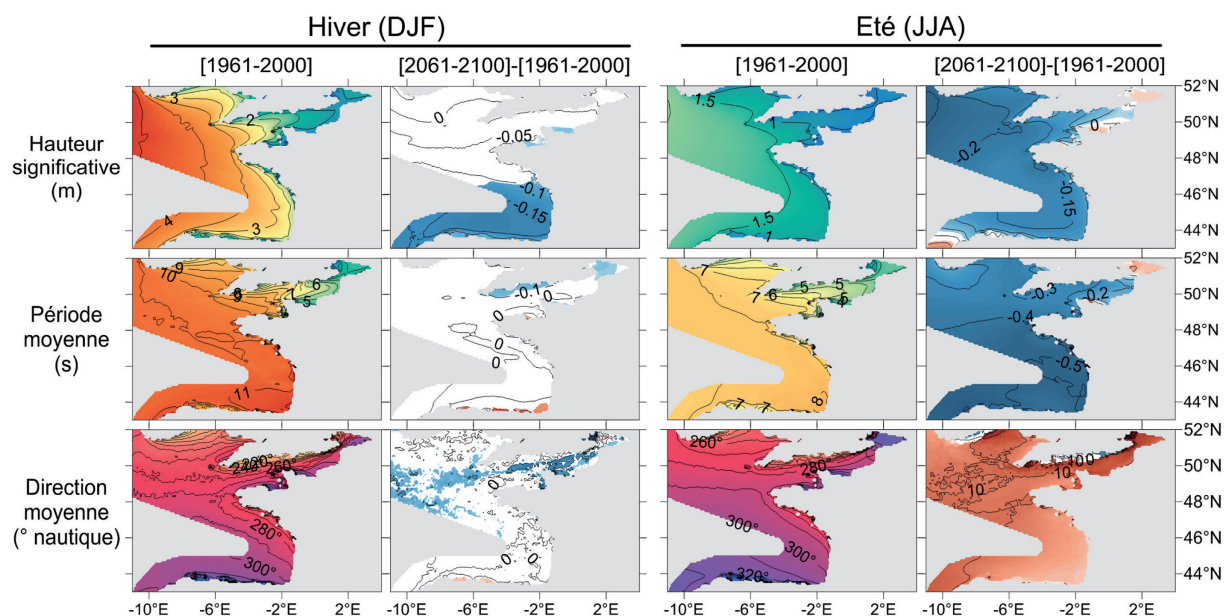 Hiver (DJF)
Eté (JJA)
[1961-2000]
[2061-2100]-[1961-2000]
[1961-2000]
[2061-2100]-[1961-2000]
Hauteur
significative
(m)
3
2
4
3
0
-0.05
-0.1
-0.15
1.5
1
1.5
1
0
-0.2
-0.15
52°N
50°N
48°N
46°N
44°N
Période
moyenne
(s)
9
10
8
9
7
6
5
11
-0.1
0
0
0
7
7
6
5
5
7
7
8
-0.3
-0.2
-0.4
-0.5
52°N
50°N
48°N
46°N
44°N
Direction
moyenne
(° nautique)
220°
240°
260°
280°
300°
0
0
0
260°
280
300°
300°
320°
10
10
52°N
50°N
48°N
46°N
44°N
-10°E
-6°E
-2°E
2°E
-10°E
-6°E
-2°E
2°E
-10°E
-6°E
-2°E
2°E
-10°E
-6°E
-2°E
2°E